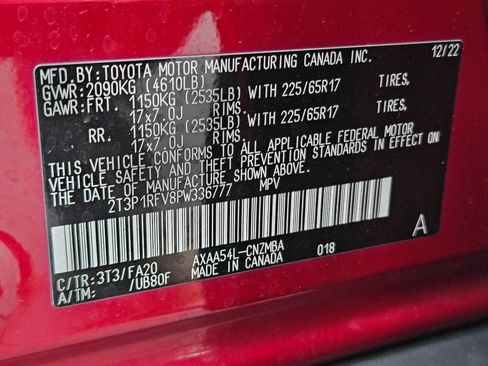 MFD.BY:TOYOTA MOTOR MANUFACTURING CANADA INC. 12/22
GVWR:2090KG (4610LB)
GAWR:FRT. 1150KG (2535LB) WITH 225/65R17 TIRES,
17x7.0J RIMS
RR. 1150KG (2535LB) WITH 225/65R17 TIRES,
17x7.0J RIMS
THIS VEHICLE CONFORMS TO ALL APPLICABLE FEDERAL MOTOR
VEHICLE SAFETY AND THEFT PREVENTION STANDARDS IN EFFECT ON
THE DATE OF MANUFACTURE SHOWN ABOVE.
2T3P1RFV8PW336777 MPV
A
C/TR:3T3/FA20 AXAA54L-CNZMBA 018
A/TM: /UB80F MADE IN CANADA